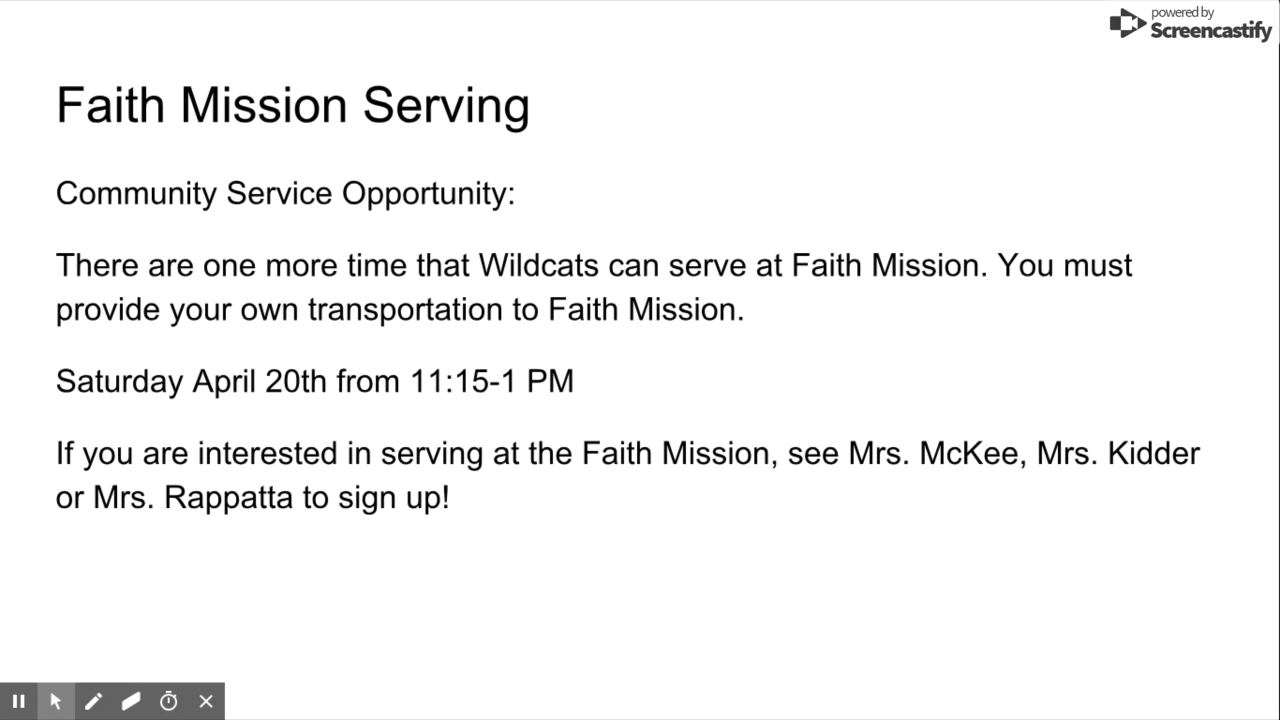 powered by
Screencastify
Faith Mission Serving
Community Service Opportunity:
There are one more time that Wildcats can serve at Faith Mission. You must
provide your own transportation to Faith Mission.
Saturday April 20th from 11:15-1 PM
If you are interested in serving at the Faith Mission, see Mrs. McKee, Mrs. Kidder
or Mrs. Rappatta to sign up!